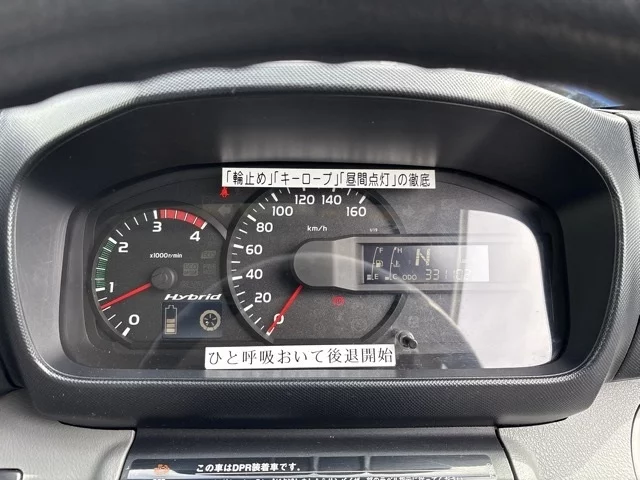 「輪止め」「キーロープ」「昼間点灯」の徹底
120 140
100 160
80 km/h
60
40
20
0
2 3
1 4
0
x1000r/min
Hybrid
F H N
E C ODO 331102
ひと呼吸おいて後退開始
この車はDPR装着車です。